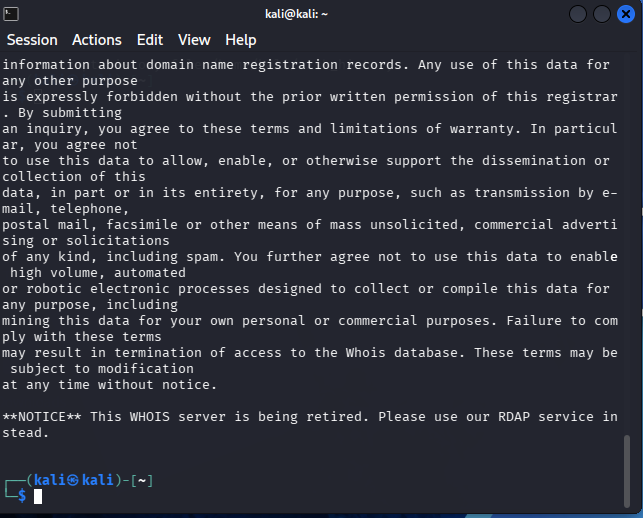 kali@kali: ~
Session Actions Edit View Help
information about domain name registration records. Any use of this data for
any other purpose
is expressly forbidden without the prior written permission of this registrar
. By submitting
an inquiry, you agree to these terms and limitations of warranty. In particul
ar, you agree not
to use this data to allow, enable, or otherwise support the dissemination or
collection of this
data, in part or in its entirety, for any purpose, such as transmission by e-
mail, telephone,
postal mail, facsimile or other means of mass unsolicited, commercial adverti
sing or solicitations
of any kind, including spam. You further agree not to use this data to enable
 high volume, automated
or robotic electronic processes designed to collect or compile this data for
any purpose, including
mining this data for your own personal or commercial purposes. Failure to com
ply with these terms
may result in termination of access to the Whois database. These terms may be
 subject to modification
at any time without notice.
**NOTICE** This WHOIS server is being retired. Please use our RDAP service in
stead.
┌──(kali㉿kali)-[~]
└─$